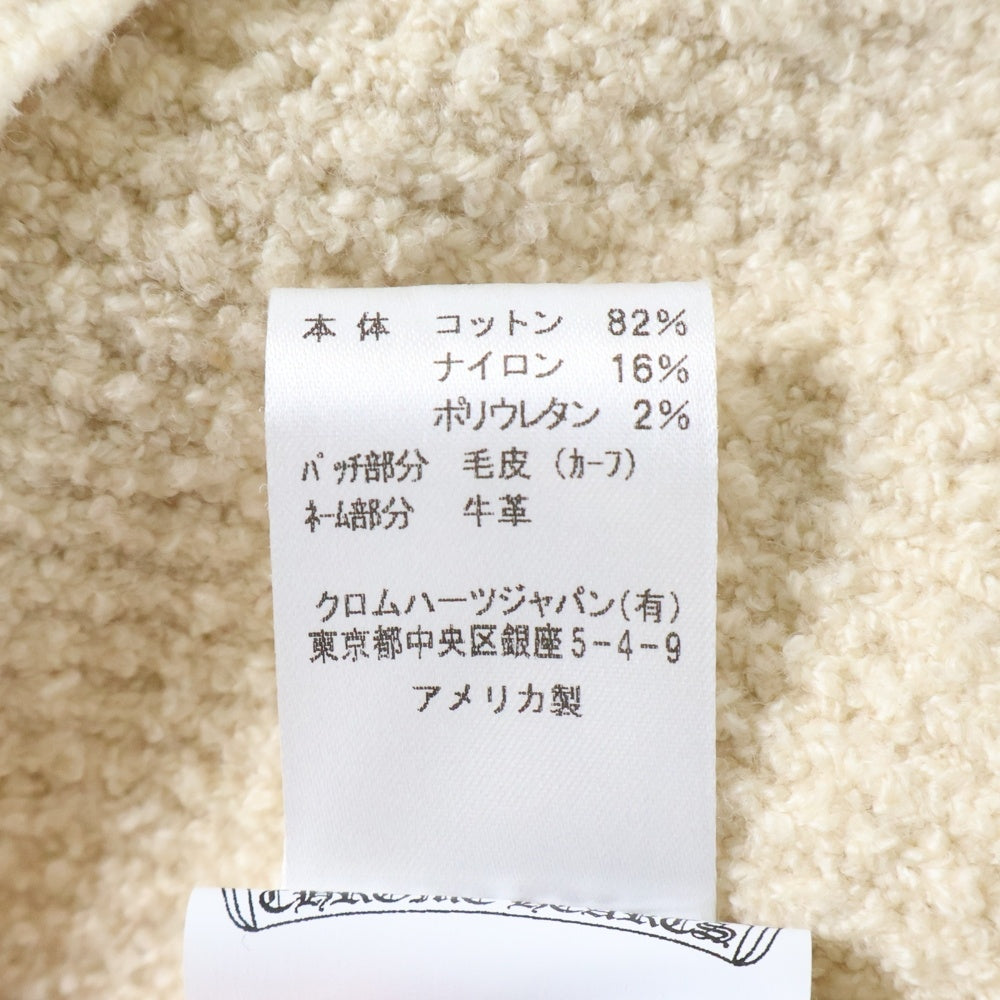 本体 コットン 82%
ナイロン 16%
ポリウレタン 2%
パッチ部分 毛皮（カーフ）
ネーム部分 牛革
クロムハーツジャパン(有)
東京都中央区銀座5-4-9
アメリカ製
CHROME HEARTS